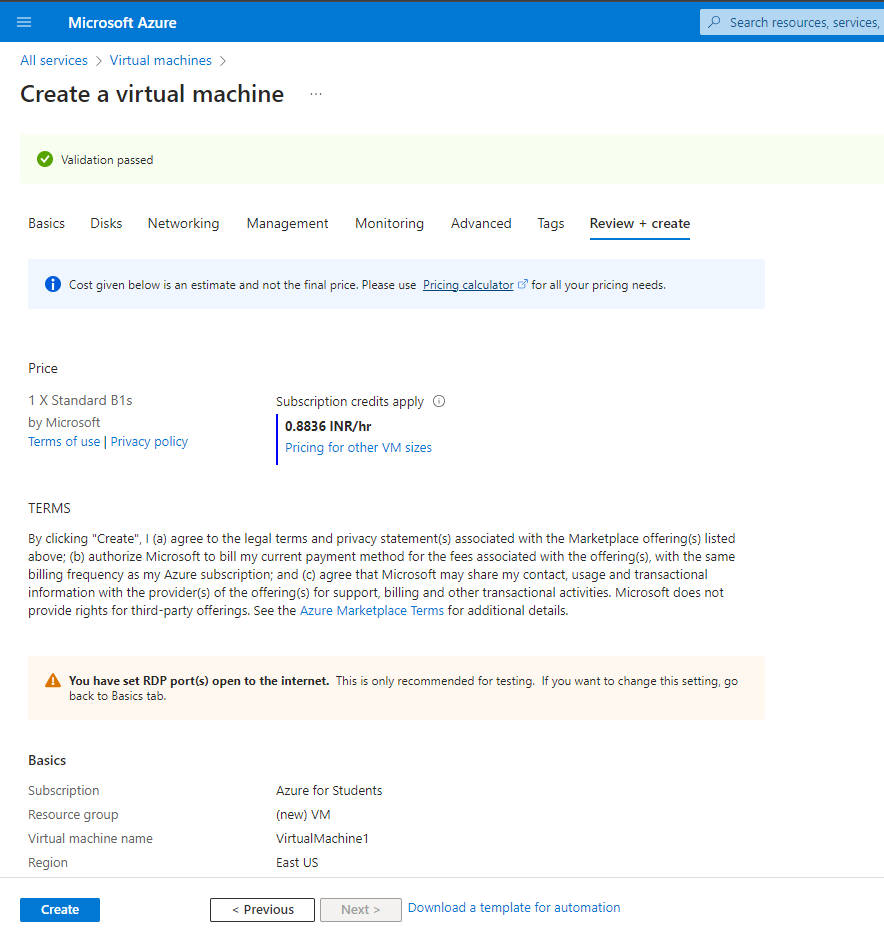 Microsoft Azure
Search resources, services,
All services > Virtual machines >
Create a virtual machine ...
Validation passed
Basics Disks Networking Management Monitoring Advanced Tags Review + create
Cost given below is an estimate and not the final price. Please use Pricing calculator for all your pricing needs.
Price
1 X Standard B1s
by Microsoft
Terms of use | Privacy policy
Subscription credits apply
0.8836 INR/hr
Pricing for other VM sizes
TERMS
By clicking "Create", I (a) agree to the legal terms and privacy statement(s) associated with the Marketplace offering(s) listed
above; (b) authorize Microsoft to bill my current payment method for the fees associated with the offering(s), with the same
billing frequency as my Azure subscription; and (c) agree that Microsoft may share my contact, usage and transactional
information with the provider(s) of the offering(s) for support, billing and other transactional activities. Microsoft does not
provide rights for third-party offerings. See the Azure Marketplace Terms for additional details.
You have set RDP port(s) open to the internet. This is only recommended for testing. If you want to change this setting, go
back to Basics tab.
Basics
Subscription Azure for Students
Resource group (new) VM
Virtual machine name VirtualMachine1
Region East US
Create < Previous Next > Download a template for automation